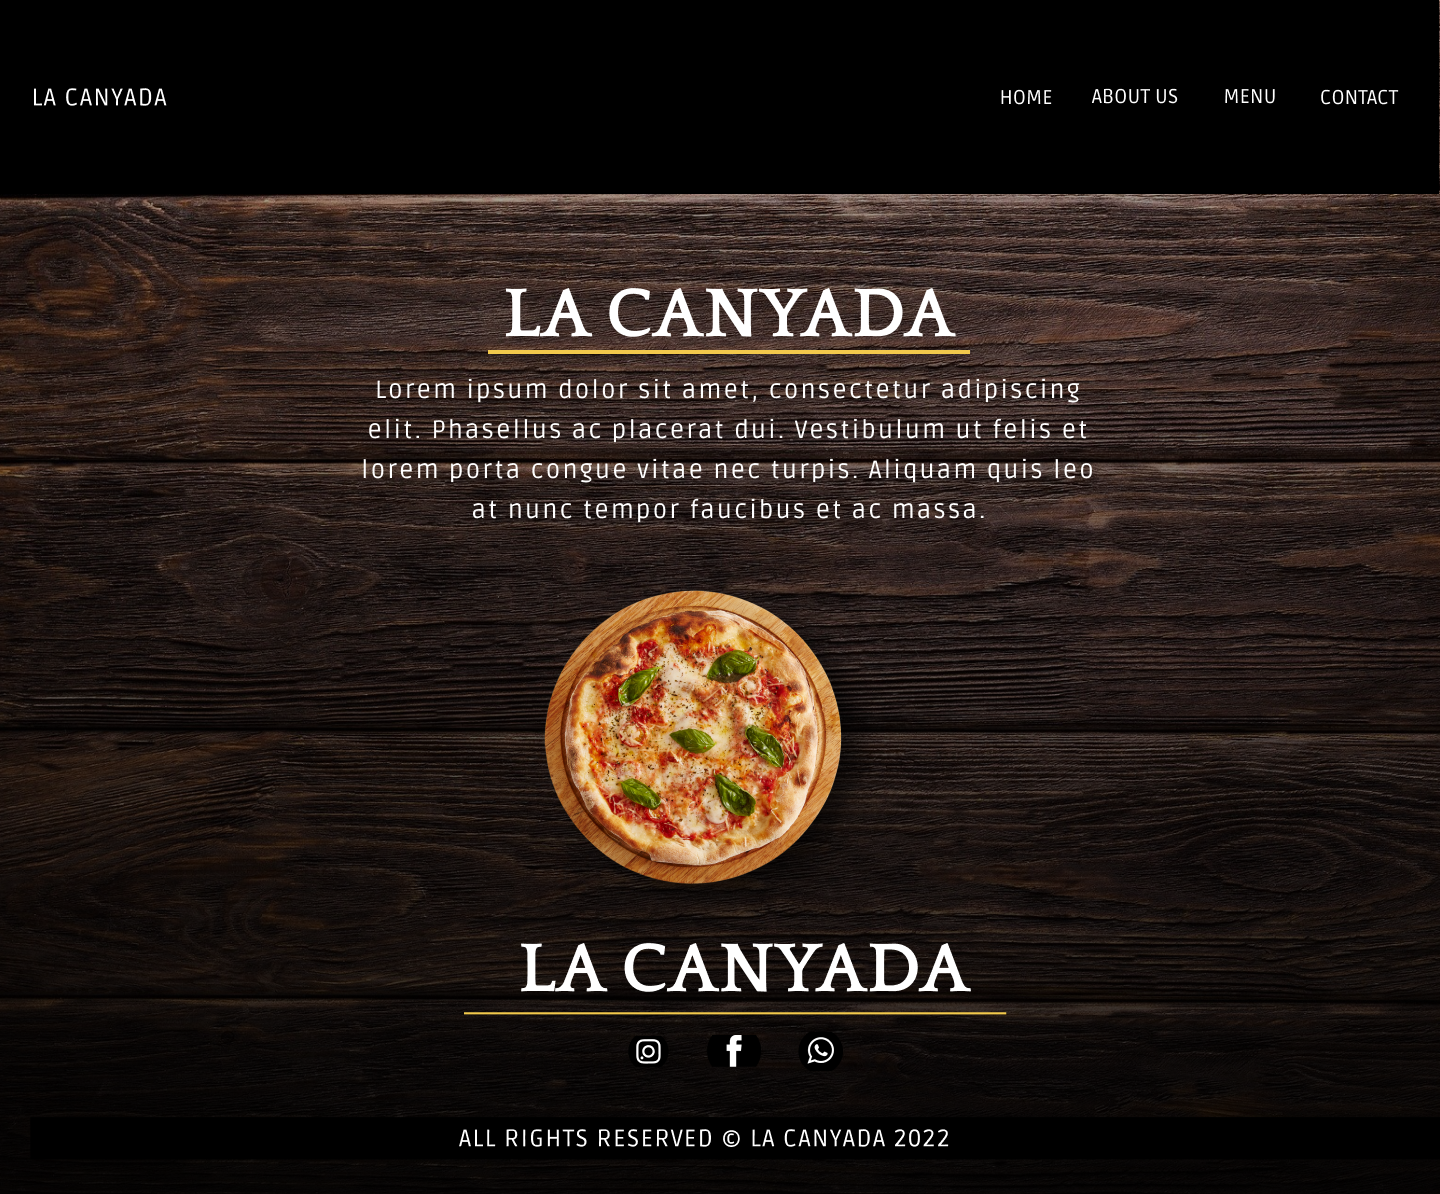 LA CANYADA
HOME ABOUT US MENU CONTACT
LA CANYADA
Lorem ipsum dolor sit amet, consectetur adipiscing
elit. Phasellus ac placerat dui. Vestibulum ut felis et
lorem porta congue vitae nec turpis. Aliquam quis leo
at nunc tempor faucibus et ac massa.
LA CANYADA
ALL RIGHTS RESERVED © LA CANYADA 2022